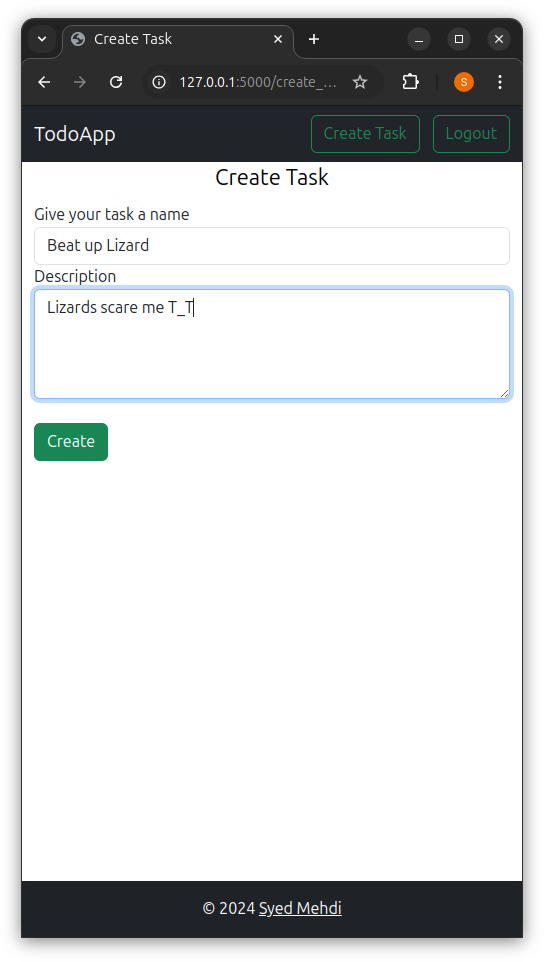 Create Task
127.0.0.1:5000/create_...
S
TodoApp
Create Task
Logout
Create Task
Give your task a name
Beat up Lizard
Description
Lizards scare me T_T
Create
© 2024 Syed Mehdi